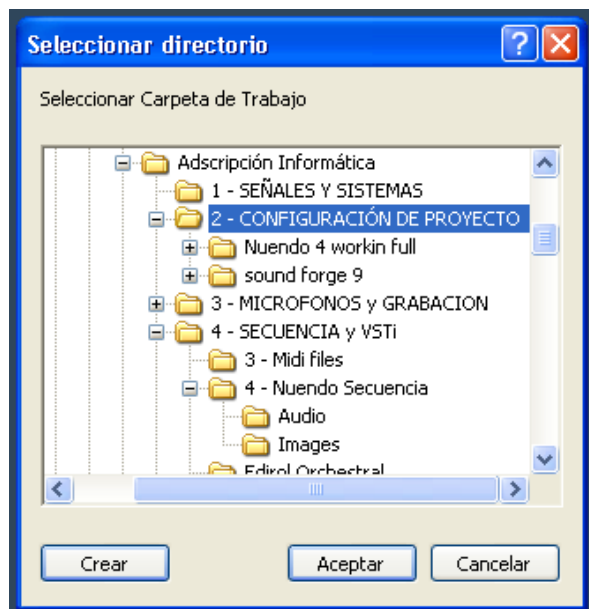 Seleccionar directorio
Seleccionar Carpeta de Trabajo
Adscripción Informática
1 - SEÑALES Y SISTEMAS
2 - CONFIGURACIÓN DE PROYECTO
Nuendo 4 workin full
sound forge 9
3 - MICROFONOS y GRABACION
4 - SECUENCIA y VSTi
3 - Midi files
4 - Nuendo Secuencia
Audio
Images
Edirol Orchestral
Crear Aceptar Cancelar